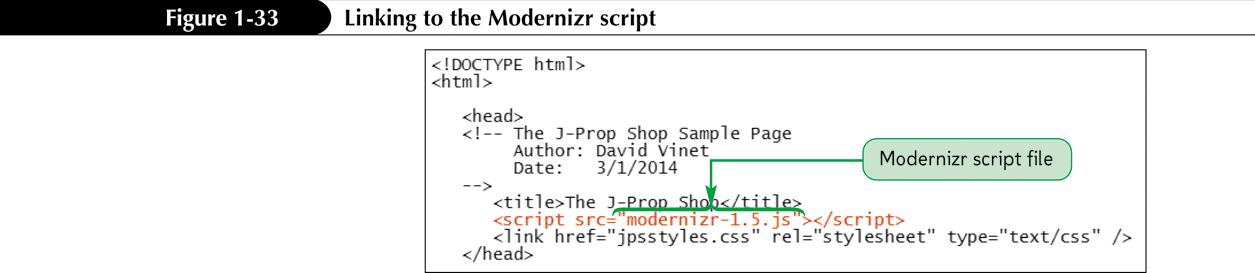 Figure 1-33 Linking to the Modernizr script
<!DOCTYPE html>
<html>
<head>
<!-- The J-Prop Shop Sample Page
Author: David Vinet
Date: 3/1/2014
Modernizr script file
-->
<title>The J-Prop Shop</title>
<script src="modernizr-1.5.js"></script>
<link href="jpsstyles.css" rel="stylesheet" type="text/css" />
</head>